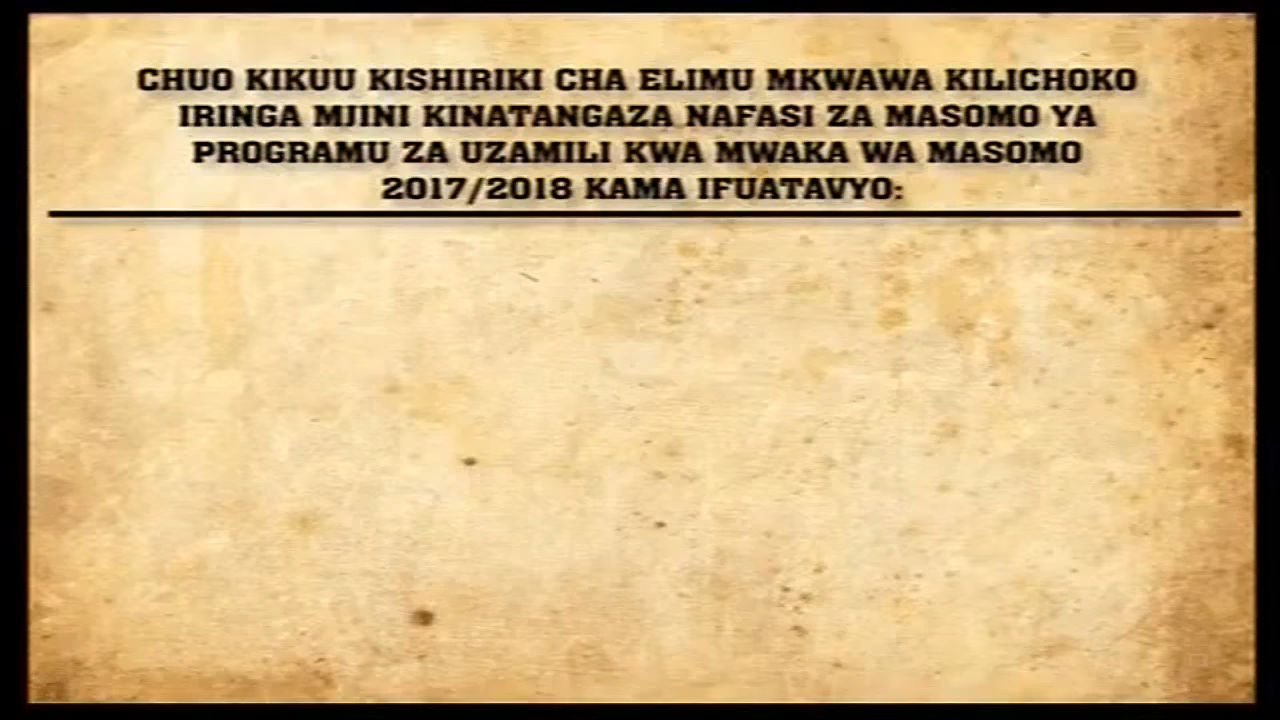 CHUO KIKUU KISHIRIKI CHA ELIMU MKWAWA KILICHOKO
IRINGA MJINI KINATANGAZA NAFASI ZA MASOMO YA
PROGRAMU ZA UZAMILI KWA MWAKA WA MASOMO
2017/2018 KAMA IFUATAVYO: